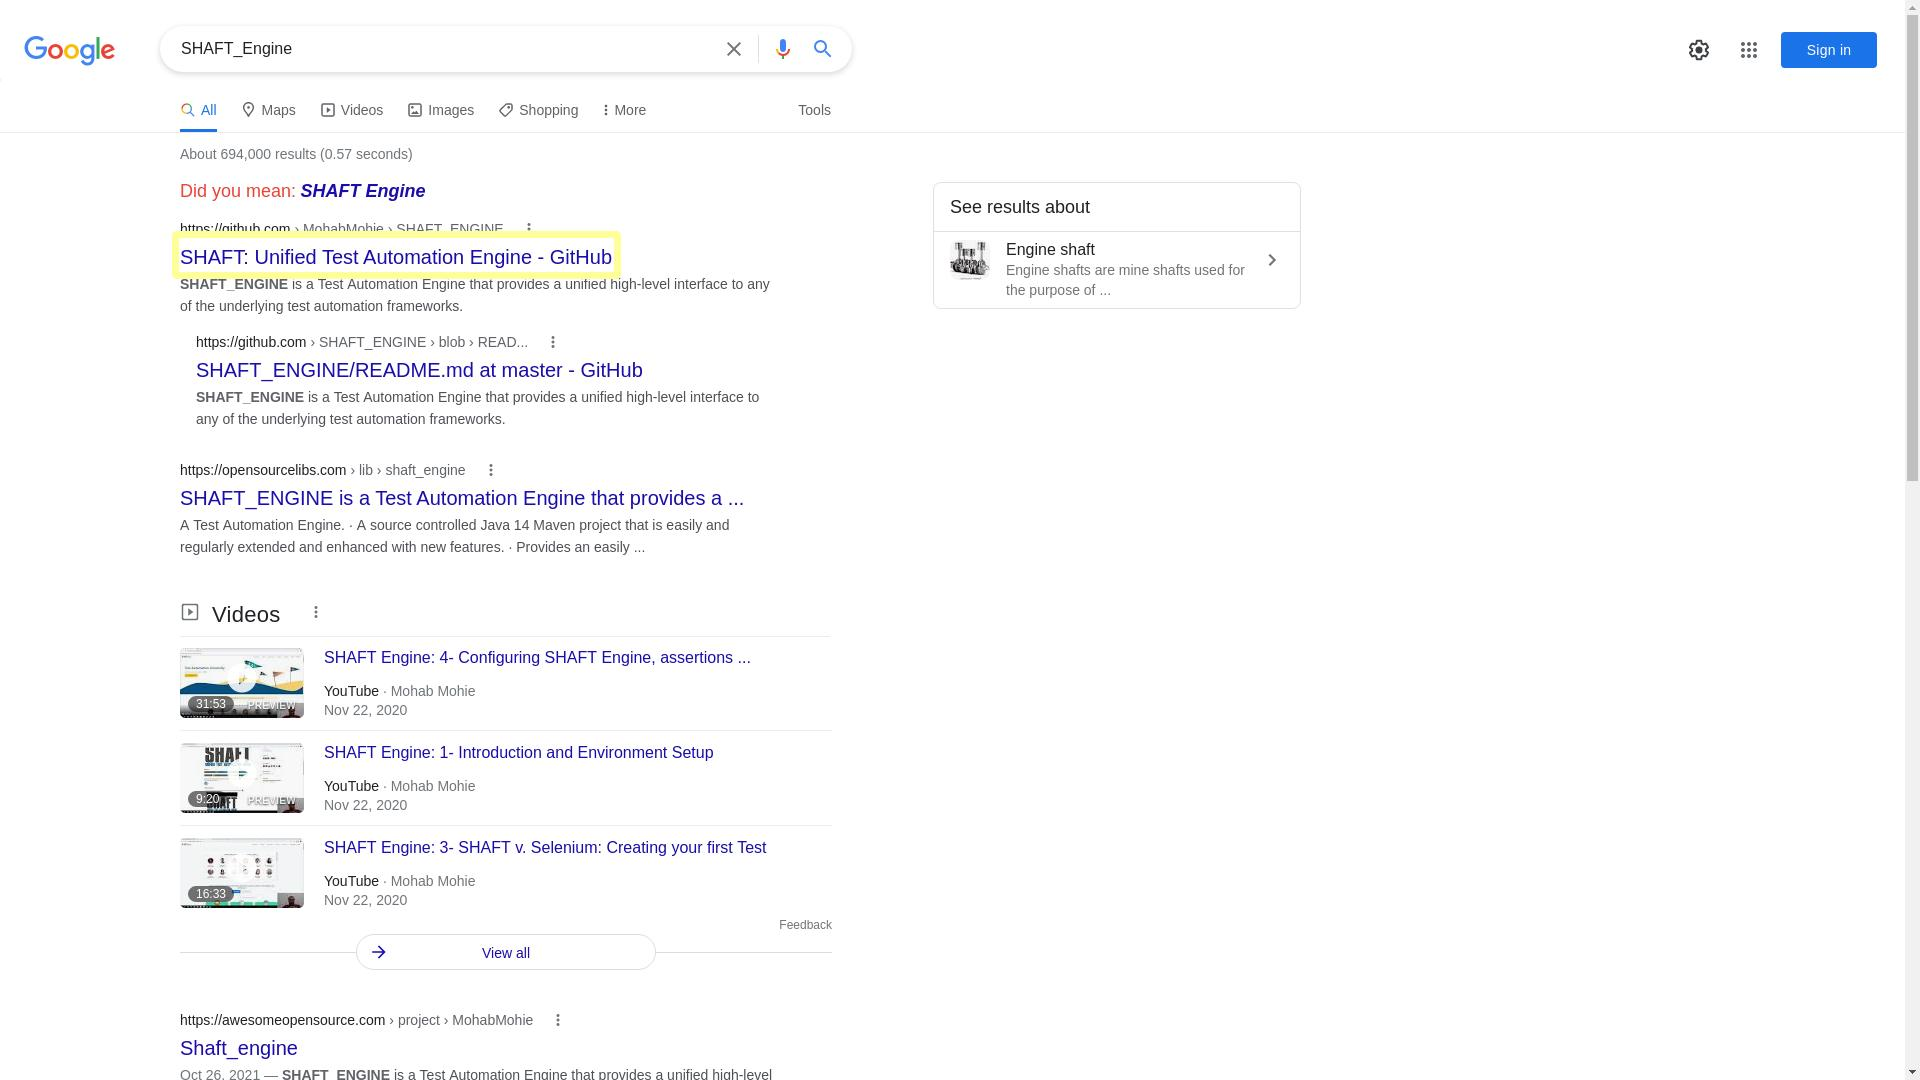 Google
SHAFT_Engine
Sign in
All
Maps
Videos
Images
Shopping
More
Tools
About 694,000 results (0.57 seconds)
Did you mean: SHAFT Engine
https://github.com › MohabMohie › SHAFT_ENGINE
SHAFT: Unified Test Automation Engine - GitHub
SHAFT_ENGINE is a Test Automation Engine that provides a unified high-level interface to any
of the underlying test automation frameworks.
https://github.com › SHAFT_ENGINE › blob › READ...
SHAFT_ENGINE/README.md at master - GitHub
SHAFT_ENGINE is a Test Automation Engine that provides a unified high-level interface to
any of the underlying test automation frameworks.
https://opensourcelibs.com › lib › shaft_engine
SHAFT_ENGINE is a Test Automation Engine that provides a ...
A Test Automation Engine. · A source controlled Java 14 Maven project that is easily and
regularly extended and enhanced with new features. · Provides an easily ...
Videos
31:53
PREVIEW
SHAFT Engine: 4- Configuring SHAFT Engine, assertions ...
YouTube · Mohab Mohie
Nov 22, 2020
SHAFT
9:20
PREVIEW
SHAFT Engine: 1- Introduction and Environment Setup
YouTube · Mohab Mohie
Nov 22, 2020
16:33
SHAFT Engine: 3- SHAFT v. Selenium: Creating your first Test
YouTube · Mohab Mohie
Nov 22, 2020
Feedback
View all
https://awesomeopensource.com › project › MohabMohie
Shaft_engine
Oct 26, 2021 — SHAFT_ENGINE is a Test Automation Engine that provides a unified high-level
See results about
Engine shaft
Engine shafts are mine shafts used for
the purpose of ...